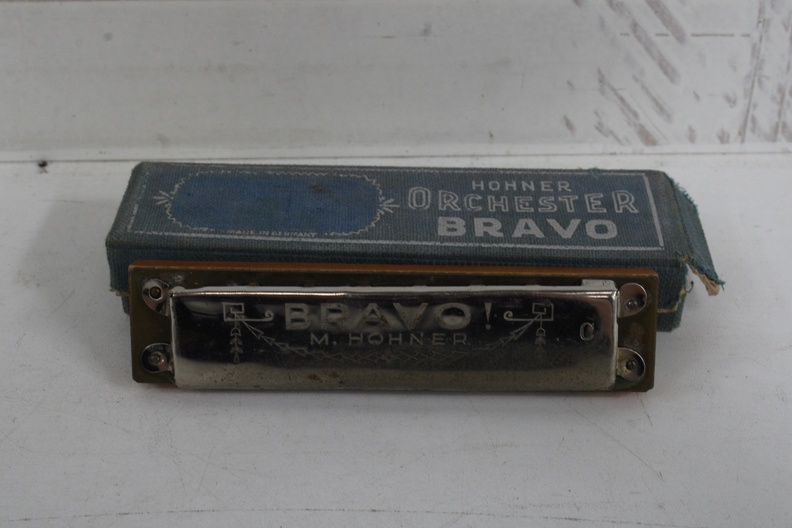 HOHNER
ORCHESTER
BRAVO
MADE IN GERMANY
BRAVO!
M. HOHNER
C